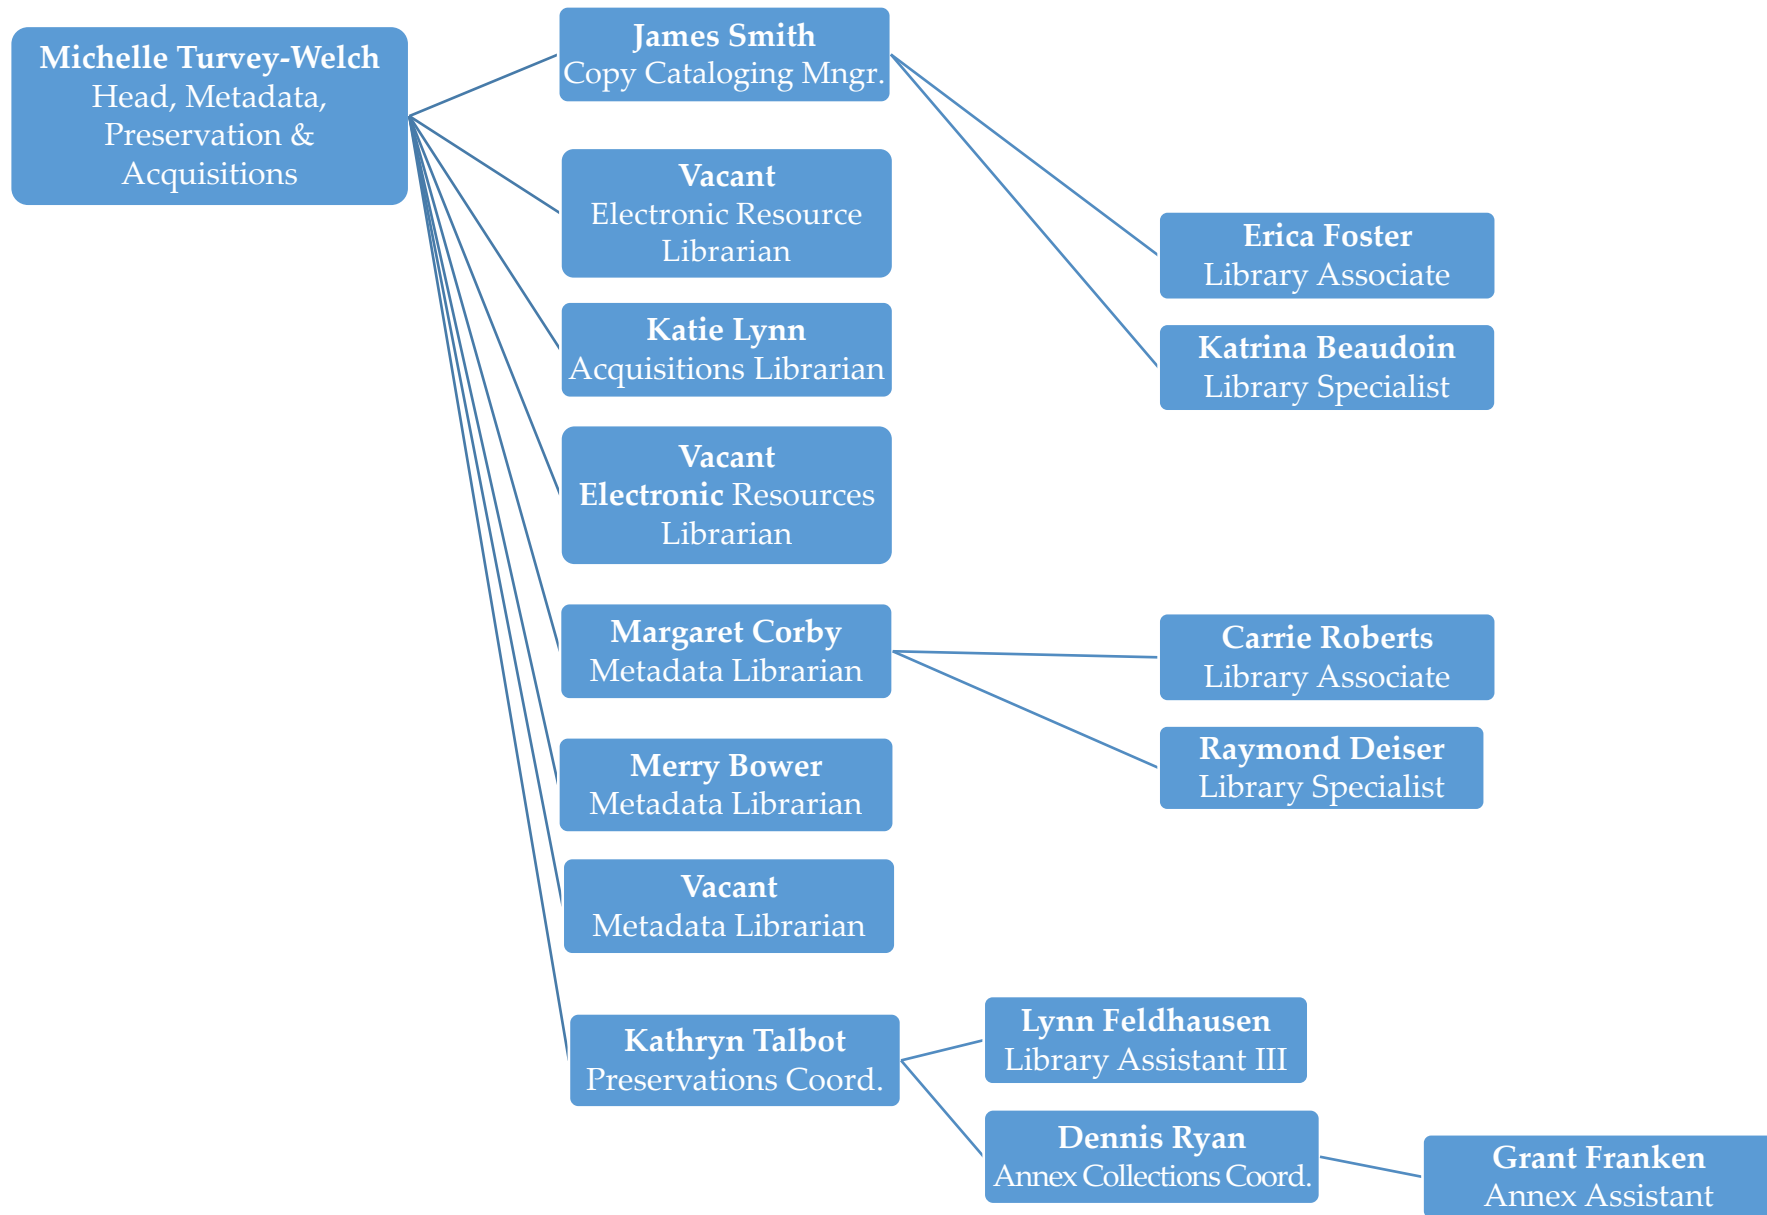 Michelle Turvey-Welch
Head, Metadata,
Preservation &
Acquisitions
James Smith
Copy Cataloging Mngr.
Vacant
Electronic Resource
Librarian
Katie Lynn
Acquisitions Librarian
Vacant
Electronic Resources
Librarian
Margaret Corby
Metadata Librarian
Merry Bower
Metadata Librarian
Vacant
Metadata Librarian
Kathryn Talbot
Preservations Coord.
Erica Foster
Library Associate
Katrina Beaudoin
Library Specialist
Carrie Roberts
Library Associate
Raymond Deiser
Library Specialist
Lynn Feldhausen
Library Assistant III
Dennis Ryan
Annex Collections Coord.
Grant Franken
Annex Assistant